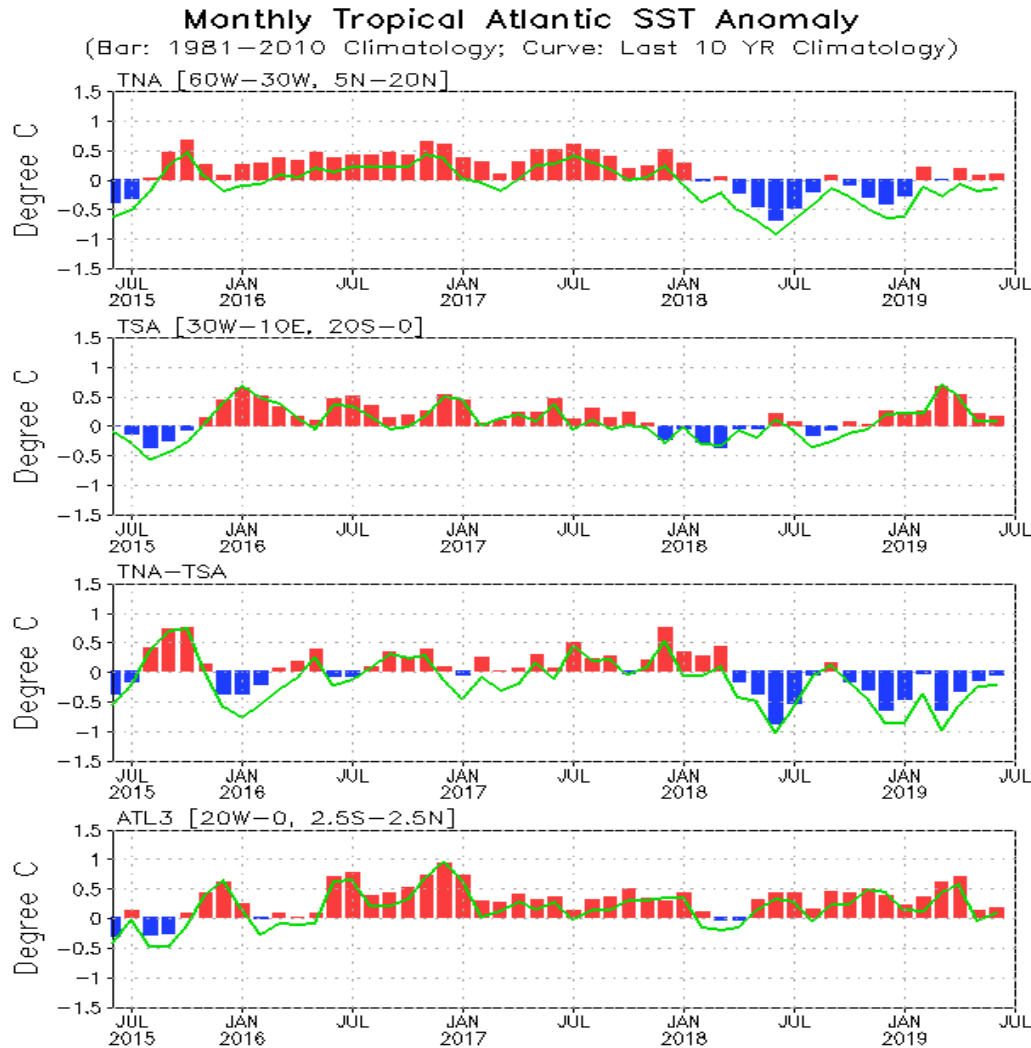 Monthly Tropical Atlantic SST Anomaly
(Bar: 1981-2010 Climatology; Curve: Last 10 YR Climatology)
TNA [60W-30W, 5N-20N]
Degree C
1.5
1
0.5
0
-0.5
-1
-1.5
JUL JAN JUL JAN JAN JUL JAN JUL
2015 2016 2017 2018 2019
TSA [30W-10E, 20S-0]
Degree C
1.5
1
0.5
0
-0.5
-1
-1.5
JUL JAN JUL JAN JAN JUL JAN JUL
2015 2016 2017 2018 2019
TNA-TSA
Degree C
1.5
1
0.5
0
-0.5
-1
-1.5
JUL JAN JUL JAN JAN JUL JAN JUL
2015 2016 2017 2018 2019
ATL3 [20W-0, 2.5S-2.5N]
Degree C
1.5
1
0.5
0
-0.5
-1
-1.5
JUL JAN JUL JAN JUL JAN JUL JAN JUL
2015 2016 2017 2018 2019